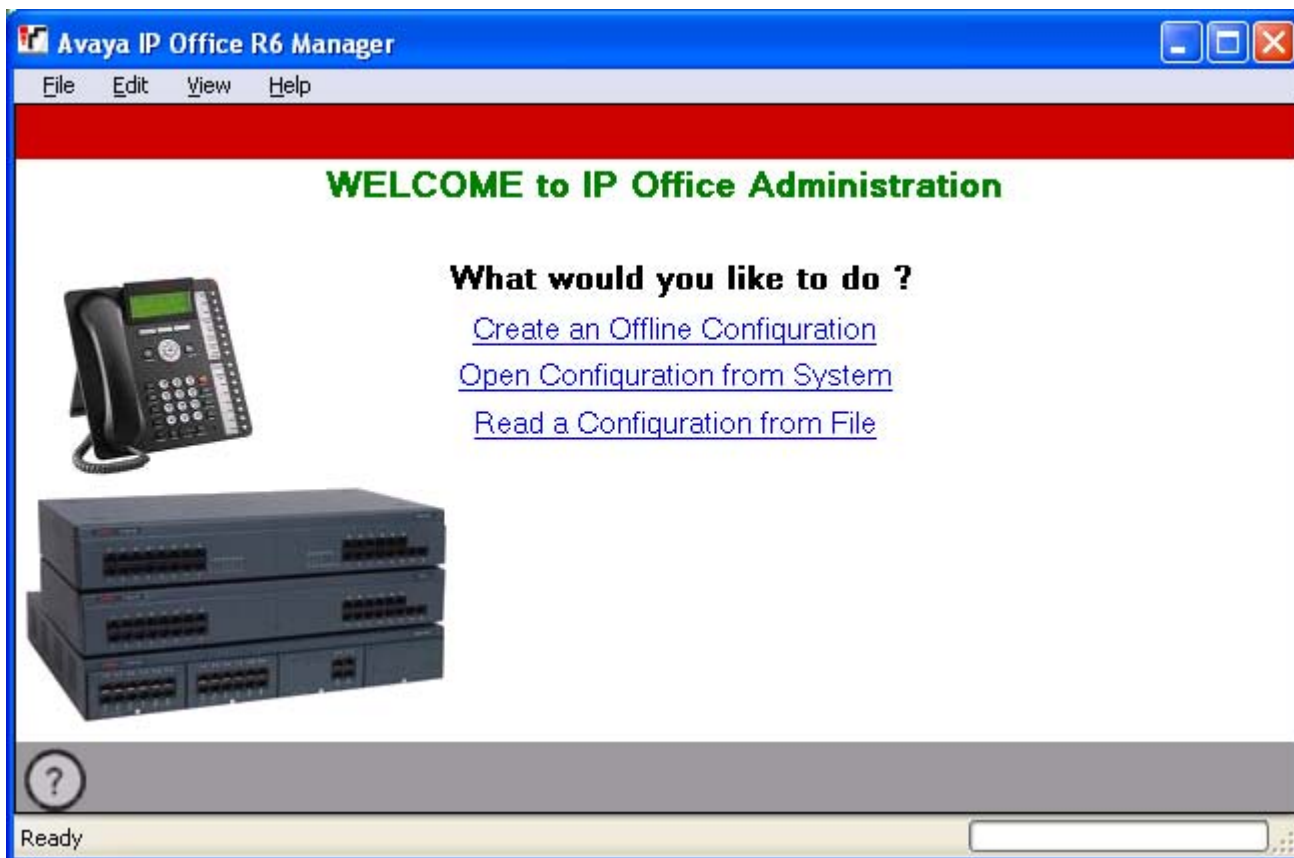 Avaya IP Office R6 Manager
File Edit View Help
WELCOME to IP Office Administration
What would you like to do ?
Create an Offline Configuration
Open Configuration from System
Read a Configuration from File
?
Ready